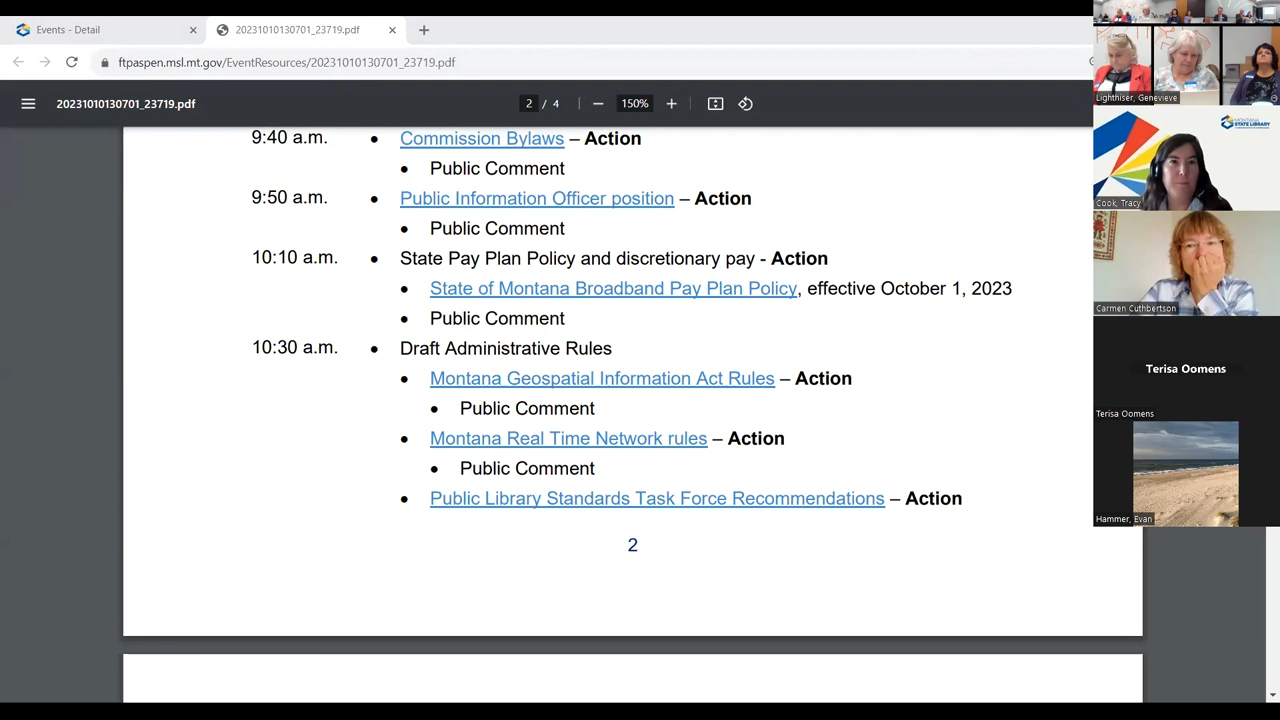 Events - Detail
20231010130701_23719.pdf
ftpaspen.msl.mt.gov/EventResources/20231010130701_23719.pdf
20231010130701_23719.pdf
2 / 4
150%
9:40 a.m. • Commission Bylaws – Action
• Public Comment
9:50 a.m. • Public Information Officer position – Action
• Public Comment
10:10 a.m. • State Pay Plan Policy and discretionary pay - Action
• State of Montana Broadband Pay Plan Policy, effective October 1, 2023
• Public Comment
10:30 a.m. • Draft Administrative Rules
• Montana Geospatial Information Act Rules – Action
• Public Comment
• Montana Real Time Network rules – Action
• Public Comment
• Public Library Standards Task Force Recommendations – Action
2
Lighthiser, Genevieve
MONTANA
STATE LIBRARY
Cook, Tracy
Carmen Cuthbertson
Terisa Oomens
Terisa Oomens
Hammer, Evan